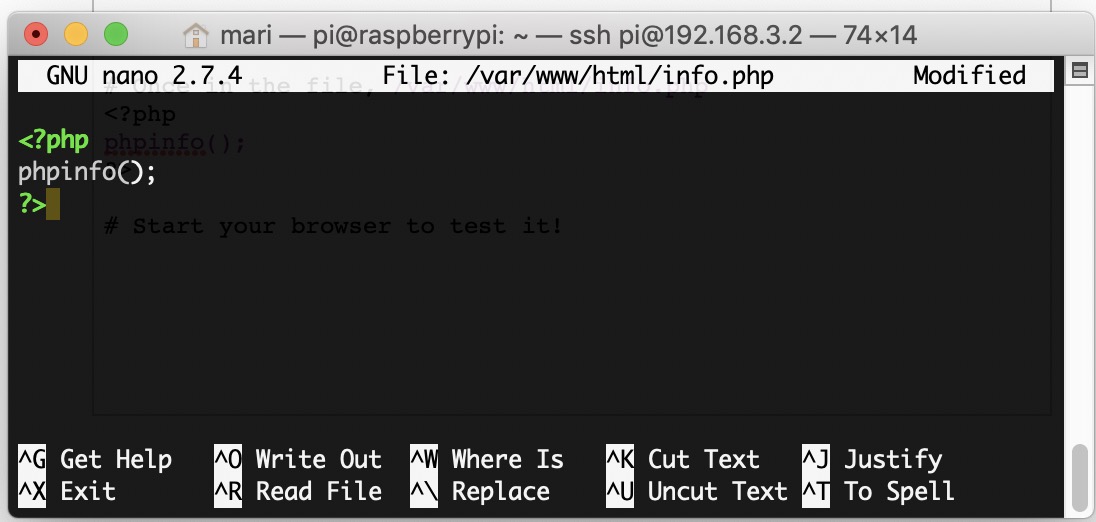 mari — pi@raspberrypi: ~ — ssh pi@192.168.3.2 — 74×14
GNU nano 2.7.4 File: /var/www/html/info.php Modified
# Once in the file, /var/www/html/info.php
<?php
<?php
phpinfo();
phpinfo();
?>
# Start your browser to test it!
^G Get Help ^O Write Out ^W Where Is ^K Cut Text ^J Justify
^X Exit ^R Read File ^\ Replace ^U Uncut Text ^T To Spell